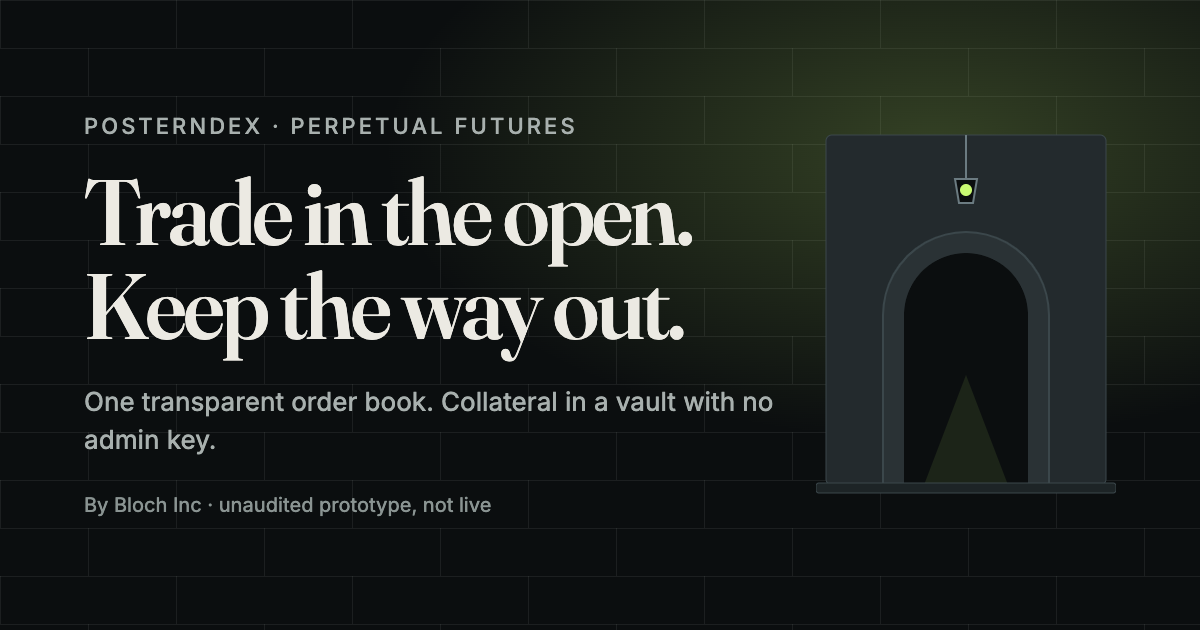 POSTERNDEX · PERPETUAL FUTURES
Trade in the open.
Keep the way out.
One transparent order book. Collateral in a vault with no
admin key.
By Bloch Inc · unaudited prototype, not live